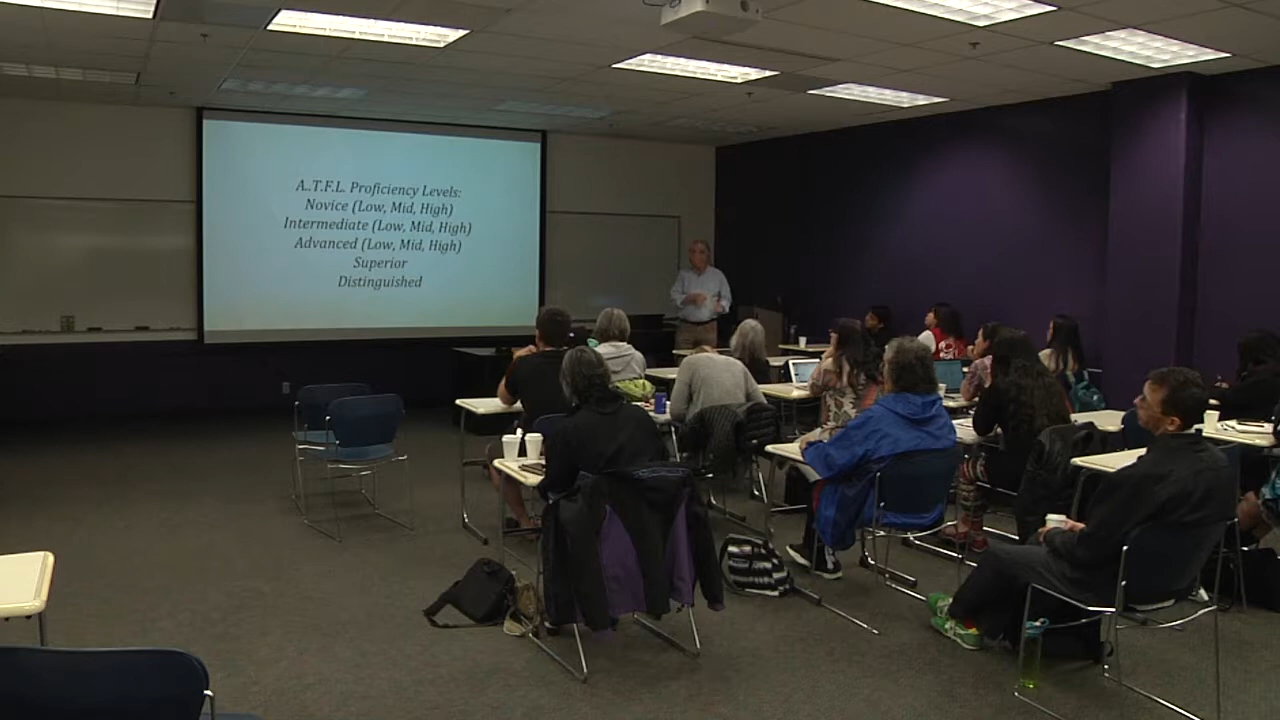 A..T.F.L. Proficiency Levels:
Novice (Low, Mid, High)
Intermediate (Low, Mid, High)
Advanced (Low, Mid, High)
Superior
Distinguished